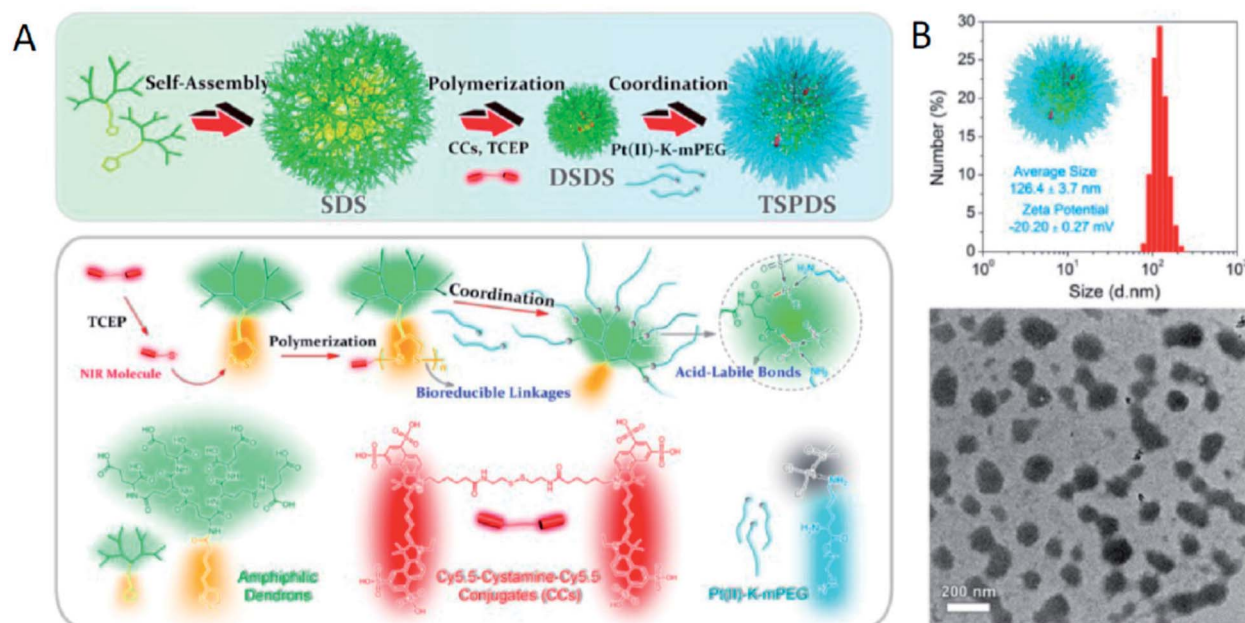 A
Self-Assembly
SDS
Polymerization
CCs, TCEP
DSDS
Coordination
Pt(II)-K-mPEG
TSPDS
TCEP
NIR Molecule
Polymerization
Bioreducible Linkages
Coordination
Acid-Labile Bonds
Amphiphilic
Dendrons
Cy5.5-Cystamine-Cy5.5
Conjugates (CCs)
Pt(II)-K-mPEG
B
Number (%)
30
25
20
15
10
5
0
Average Size
126.4 ± 3.7 nm
Zeta Potential
-20.20 ± 0.27 mV
10⁰ 10¹ 10² 10³ 10⁴
Size (d.nm)
200 nm